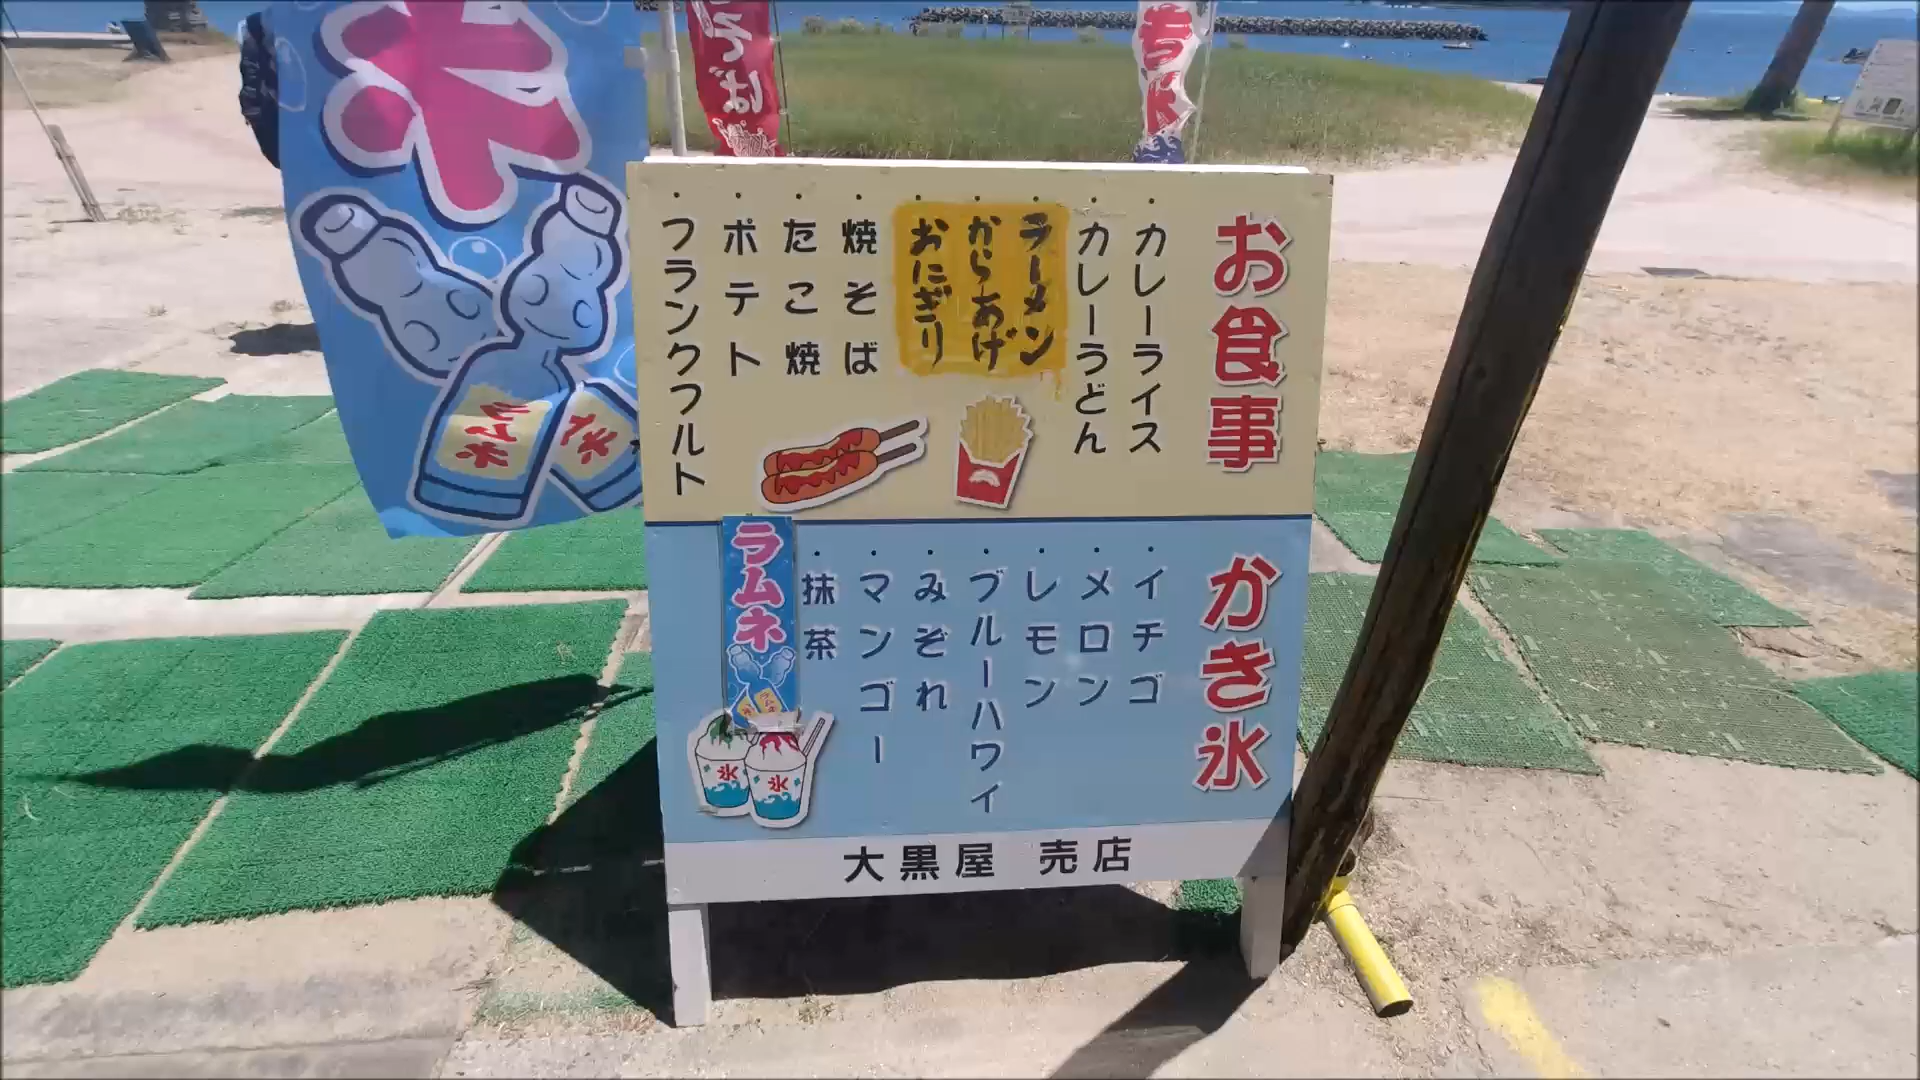 お食事
・カレーライス
・カレーうどん
・ラーメン
・からあげ
・おにぎり
・焼そば
・たこ焼
・ポテト
・フランクフルト
かき氷
・イチゴ
・メロン
・レモン
・ブルーハワイ
・みぞれ
・マンゴー
・抹茶
ラムネ
氷
氷
大黒屋 売店
そば